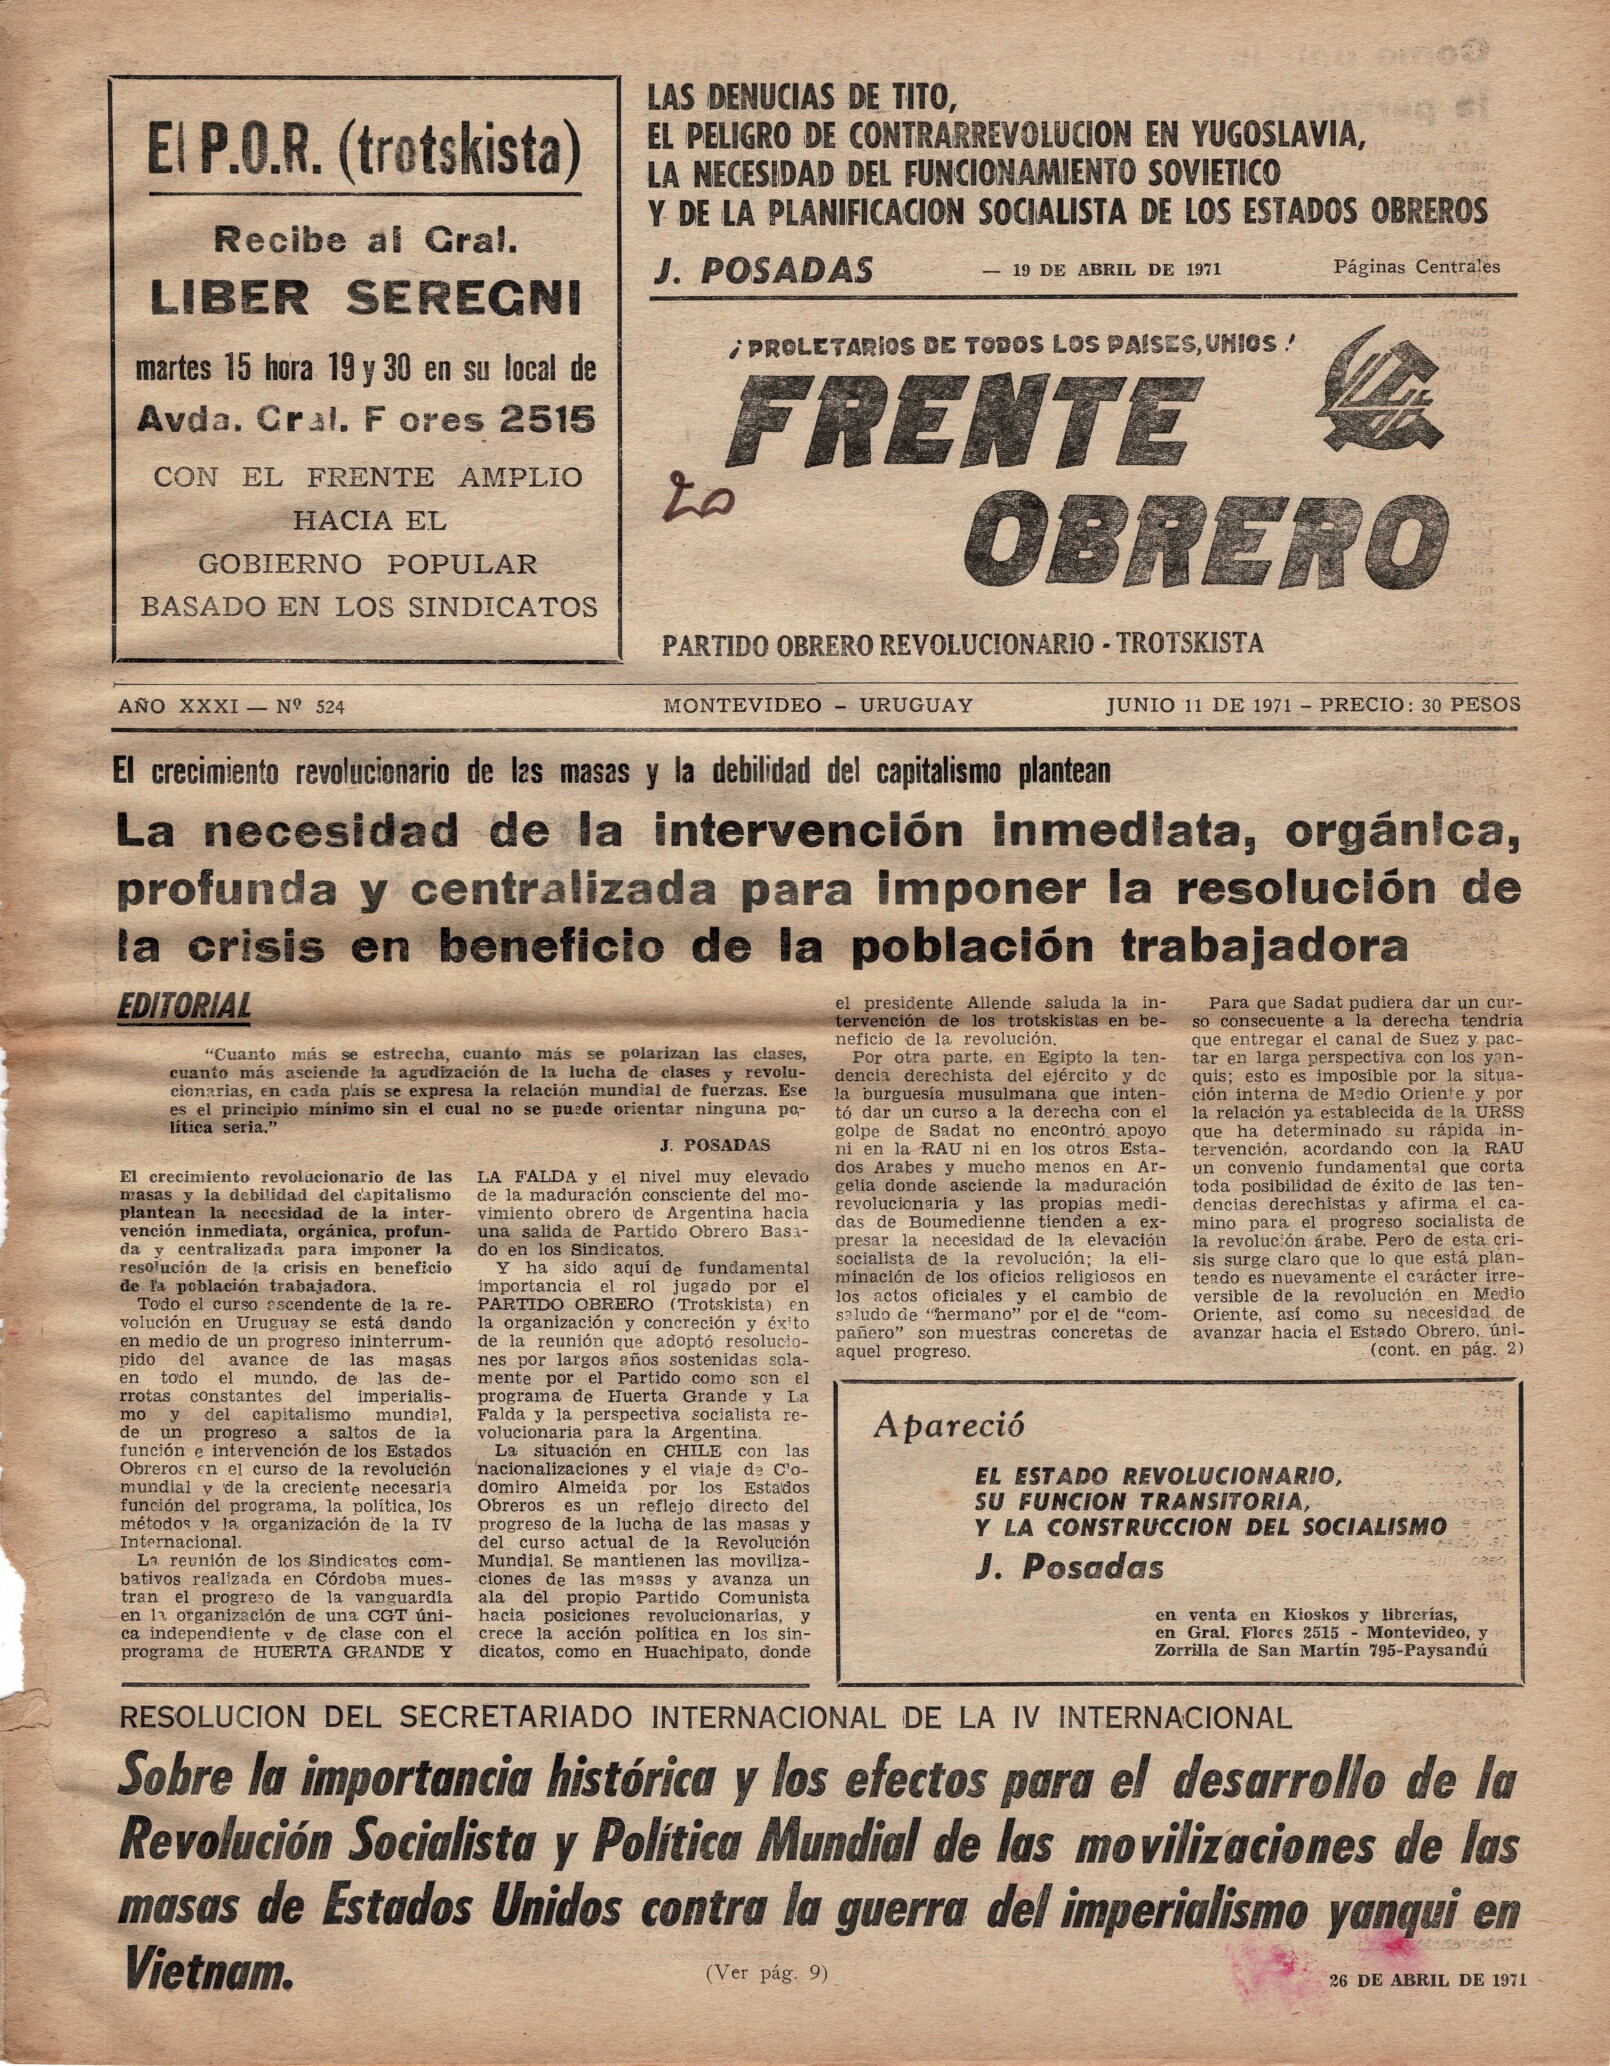 El P.O.R. (trotskista)
Recibe al Gral.
LIBER SEREGNI
martes 15 hora 19 y 30 en su local de
Avda. Gral. F ores 2515
CON EL FRENTE AMPLIO
HACIA EL
GOBIERNO POPULAR
BASADO EN LOS SINDICATOS
LAS DENUCIAS DE TITO,
EL PELIGRO DE CONTRARREVOLUCION EN YUGOSLAVIA,
LA NECESIDAD DEL FUNCIONAMIENTO SOVIETICO
Y DE LA PLANIFICACION SOCIALISTA DE LOS ESTADOS OBREROS
J. POSADAS — 19 DE ABRIL DE 1971 Páginas Centrales
¡PROLETARIOS DE TODOS LOS PAISES, UNIOS!
FRENTE
OBRERO
20
PARTIDO OBRERO REVOLUCIONARIO - TROTSKISTA
AÑO XXXI — Nº 524 MONTEVIDEO - URUGUAY JUNIO 11 DE 1971 - PRECIO: 30 PESOS
El crecimiento revolucionario de las masas y la debilidad del capitalismo plantean
La necesidad de la intervención inmediata, orgánica,
profunda y centralizada para imponer la resolución de
la crisis en beneficio de la población trabajadora
EDITORIAL
"Cuanto más se estrecha, cuanto más se polarizan las clases,
cuanto más asciende la agudización de la lucha de clases y revolu-
cionarias, en cada país se expresa la relación mundial de fuerzas. Ese
es el principio mínimo sin el cual no se puede orientar ninguna po-
lítica seria."
J. POSADAS
El crecimiento revolucionario de las
masas y la debilidad del capitalismo
plantean la necesidad de la inter-
vención inmediata, orgánica, profun-
da y centralizada para imponer la
resolución de la crisis en beneficio
de la población trabajadora.
Todo el curso ascendente de la re-
volución en Uruguay se está dando
en medio de un progreso ininterrum-
pido del avance de las masas
en todo el mundo, de las de-
rrotas constantes del imperialis-
mo y del capitalismo mundial,
de un progreso a saltos de la
función e intervención de los Estados
Obreros en el curso de la revolución
mundial y de la creciente necesaria
función del programa, la política, los
métodos y la organización de la IV
Internacional.
La reunión de los Sindicatos com-
bativos realizada en Córdoba mues-
tran el progreso de la vanguardia
en la organización de una CGT úni-
ca independiente y de clase con el
programa de HUERTA GRANDE Y
LA FALDA y el nivel muy elevado
de la maduración consciente del mo-
vimiento obrero de Argentina hacia
una salida de Partido Obrero Basa-
do en los Sindicatos.
Y ha sido aquí de fundamental
importancia el rol jugado por el
PARTIDO OBRERO (Trotskista) en
la organización y concreción y éxito
de la reunión que adoptó resolucio-
nes por largos años sostenidas sola-
mente por el Partido como son el
programa de Huerta Grande y La
Falda y la perspectiva socialista re-
volucionaria para la Argentina.
La situación en CHILE con las
nacionalizaciones y el viaje de Clo-
domiro Almeida por los Estados
Obreros es un reflejo directo del
progreso de la lucha de las masas y
del curso actual de la Revolución
Mundial. Se mantienen las moviliza-
ciones de las masas y avanza un
ala del propio Partido Comunista
hacia posiciones revolucionarias, y
crece la acción política en los sin-
dicatos, como en Huachipato, donde
el presidente Allende saluda la in-
tervención de los trotskistas en be-
neficio de la revolución.
Por otra parte, en Egipto la ten-
dencia derechista del ejército y de
la burguesía musulmana que inten-
tó dar un curso a la derecha con el
golpe de Sadat no encontró apoyo
ni en la RAU ni en los otros Esta-
dos Arabes y mucho menos en Ar-
gelia donde asciende la maduración
revolucionaria y las propias medi-
das de Boumedienne tienden a ex-
presar la necesidad de la elevación
socialista de la revolución; la eli-
minación de los oficios religiosos en
los actos oficiales y el cambio de
saludo de "hermano" por el de "com-
pañero" son muestras concretas de
aquel progreso.
Para que Sadat pudiera dar un cur-
so consecuente a la derecha tendría
que entregar el canal de Suez y pac-
tar en larga perspectiva con los yan-
quis; esto es imposible por la situa-
ción interna de Medio Oriente y por
la relación ya establecida de la URSS
que ha determinado su rápida in-
tervención, acordando con la RAU
un convenio fundamental que corta
toda posibilidad de éxito de las ten-
dencias derechistas y afirma el ca-
mino para el progreso socialista de
la revolución árabe. Pero de esta cri-
sis surge claro que lo que está plan-
teado es nuevamente el carácter irre-
versible de la revolución en Medio
Oriente, así como su necesidad de
avanzar hacia el Estado Obrero, úni-
(cont. en pág. 2)
Apareció
EL ESTADO REVOLUCIONARIO,
SU FUNCION TRANSITORIA,
Y LA CONSTRUCCION DEL SOCIALISMO
J. Posadas
en venta en Kioskos y librerías,
en Gral. Flores 2515 - Montevideo, y
Zorrilla de San Martín 795-Paysandú
RESOLUCION DEL SECRETARIADO INTERNACIONAL DE LA IV INTERNACIONAL
Sobre la importancia histórica y los efectos para el desarrollo de la
Revolución Socialista y Política Mundial de las movilizaciones de las
masas de Estados Unidos contra la guerra del imperialismo yanqui en
Vietnam.
(Ver pág. 9)
26 DE ABRIL DE 1971